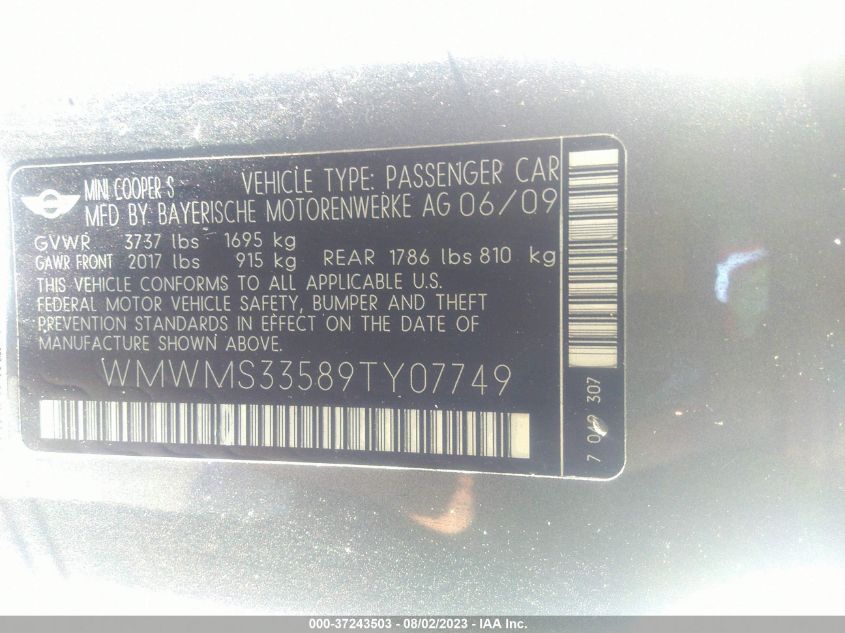 MINI COOPER S VEHICLE TYPE: PASSENGER CAR
MFD BY: BAYERISCHE MOTORENWERKE AG 06/09
GVWR 3737 lbs 1695 kg
GAWR FRONT 2017 lbs 915 kg REAR 1786 lbs 810 kg
THIS VEHICLE CONFORMS TO ALL APPLICABLE U.S.
FEDERAL MOTOR VEHICLE SAFETY, BUMPER AND THEFT
PREVENTION STANDARDS IN EFFECT ON THE DATE OF
MANUFACTURE SHOWN ABOVE.
WMWMS33589TY07749
7 307
000-37243503 - 08/02/2023 - IAA Inc.